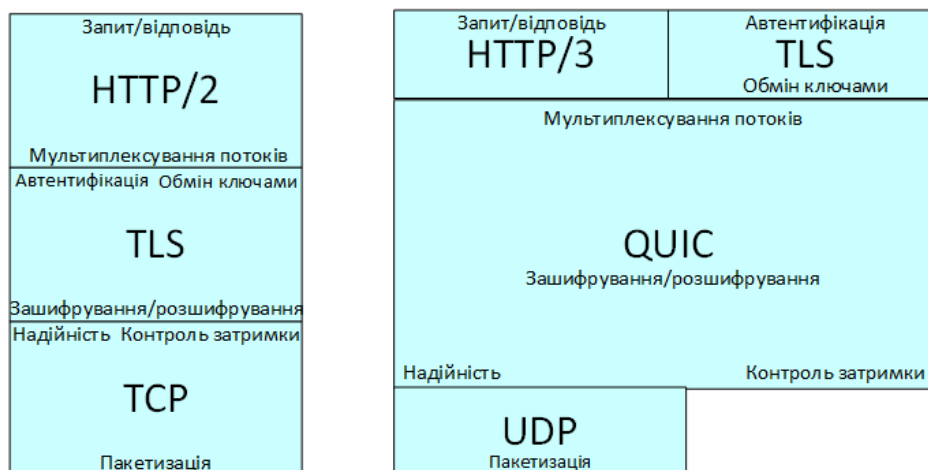 Запит/відповідь
HTTP/2
Мультиплексування потоків
Автентифікація Обмін ключами
TLS
Зашифрування/розшифрування
Надійність Контроль затримки
TCP
Пакетизація
Запит/відповідь
HTTP/3
Автентифікація
TLS
Обмін ключами
Мультиплексування потоків
QUIC
Зашифрування/розшифрування
Надійність
Контроль затримки
UDP
Пакетизація